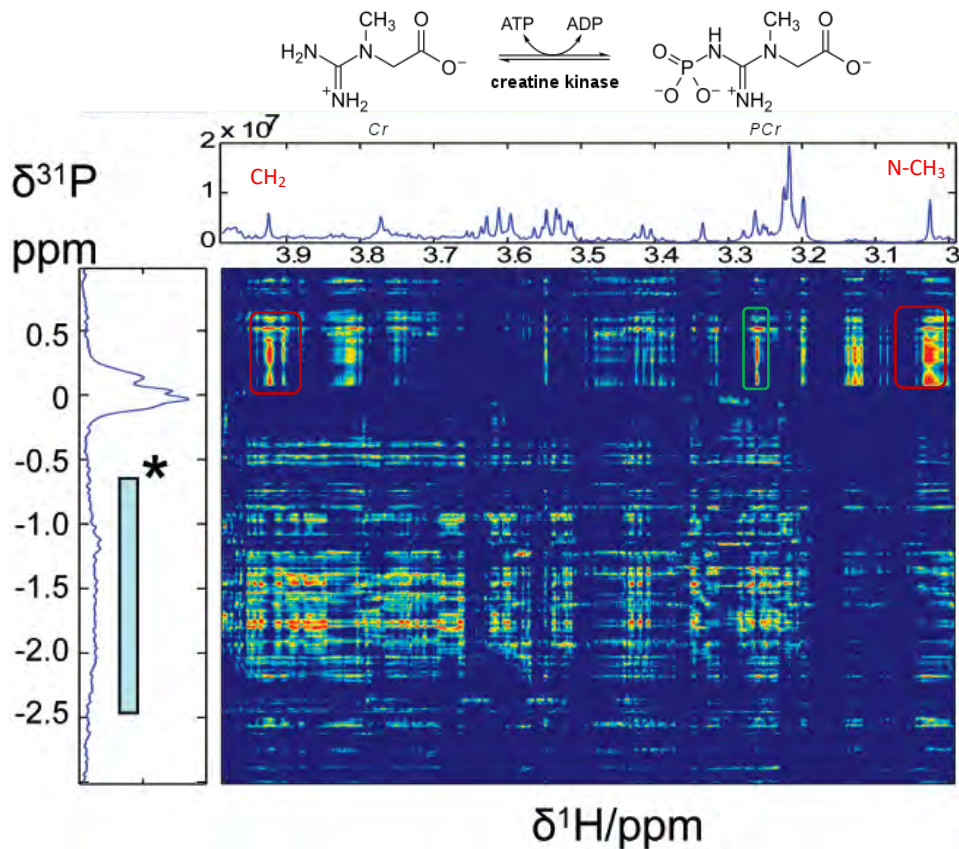 CH₃ ATP ADP H CH₃
H₂N N O O N N O
O⁻ creatine kinase O P O⁻
⁺NH₂ ⁻O O⁻ ⁺NH₂
Cr PCr
2 × 10⁷
δ³¹P
ppm
1
0
CH₂ N-CH₃
3.9 3.8 3.7 3.6 3.5 3.4 3.3 3.2 3.1 3
0.5
0
-0.5
*
-1.0
-1.5
-2.0
-2.5
δ¹H/ppm